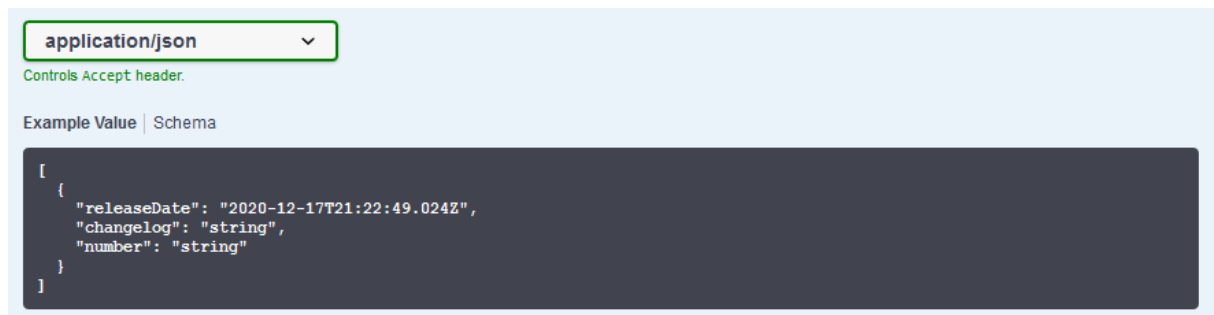 application/json
Controls Accept header.
Example Value | Schema
[
  {
    "releaseDate": "2020-12-17T21:22:49.024Z",
    "changelog": "string",
    "number": "string"
  }
]